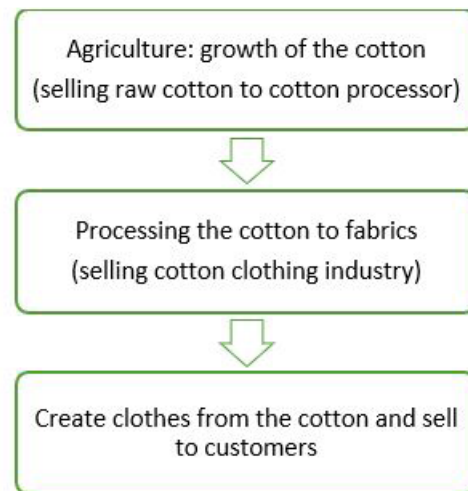 Agriculture: growth of the cotton
(selling raw cotton to cotton processor)
Processing the cotton to fabrics
(selling cotton clothing industry)
Create clothes from the cotton and sell
to customers